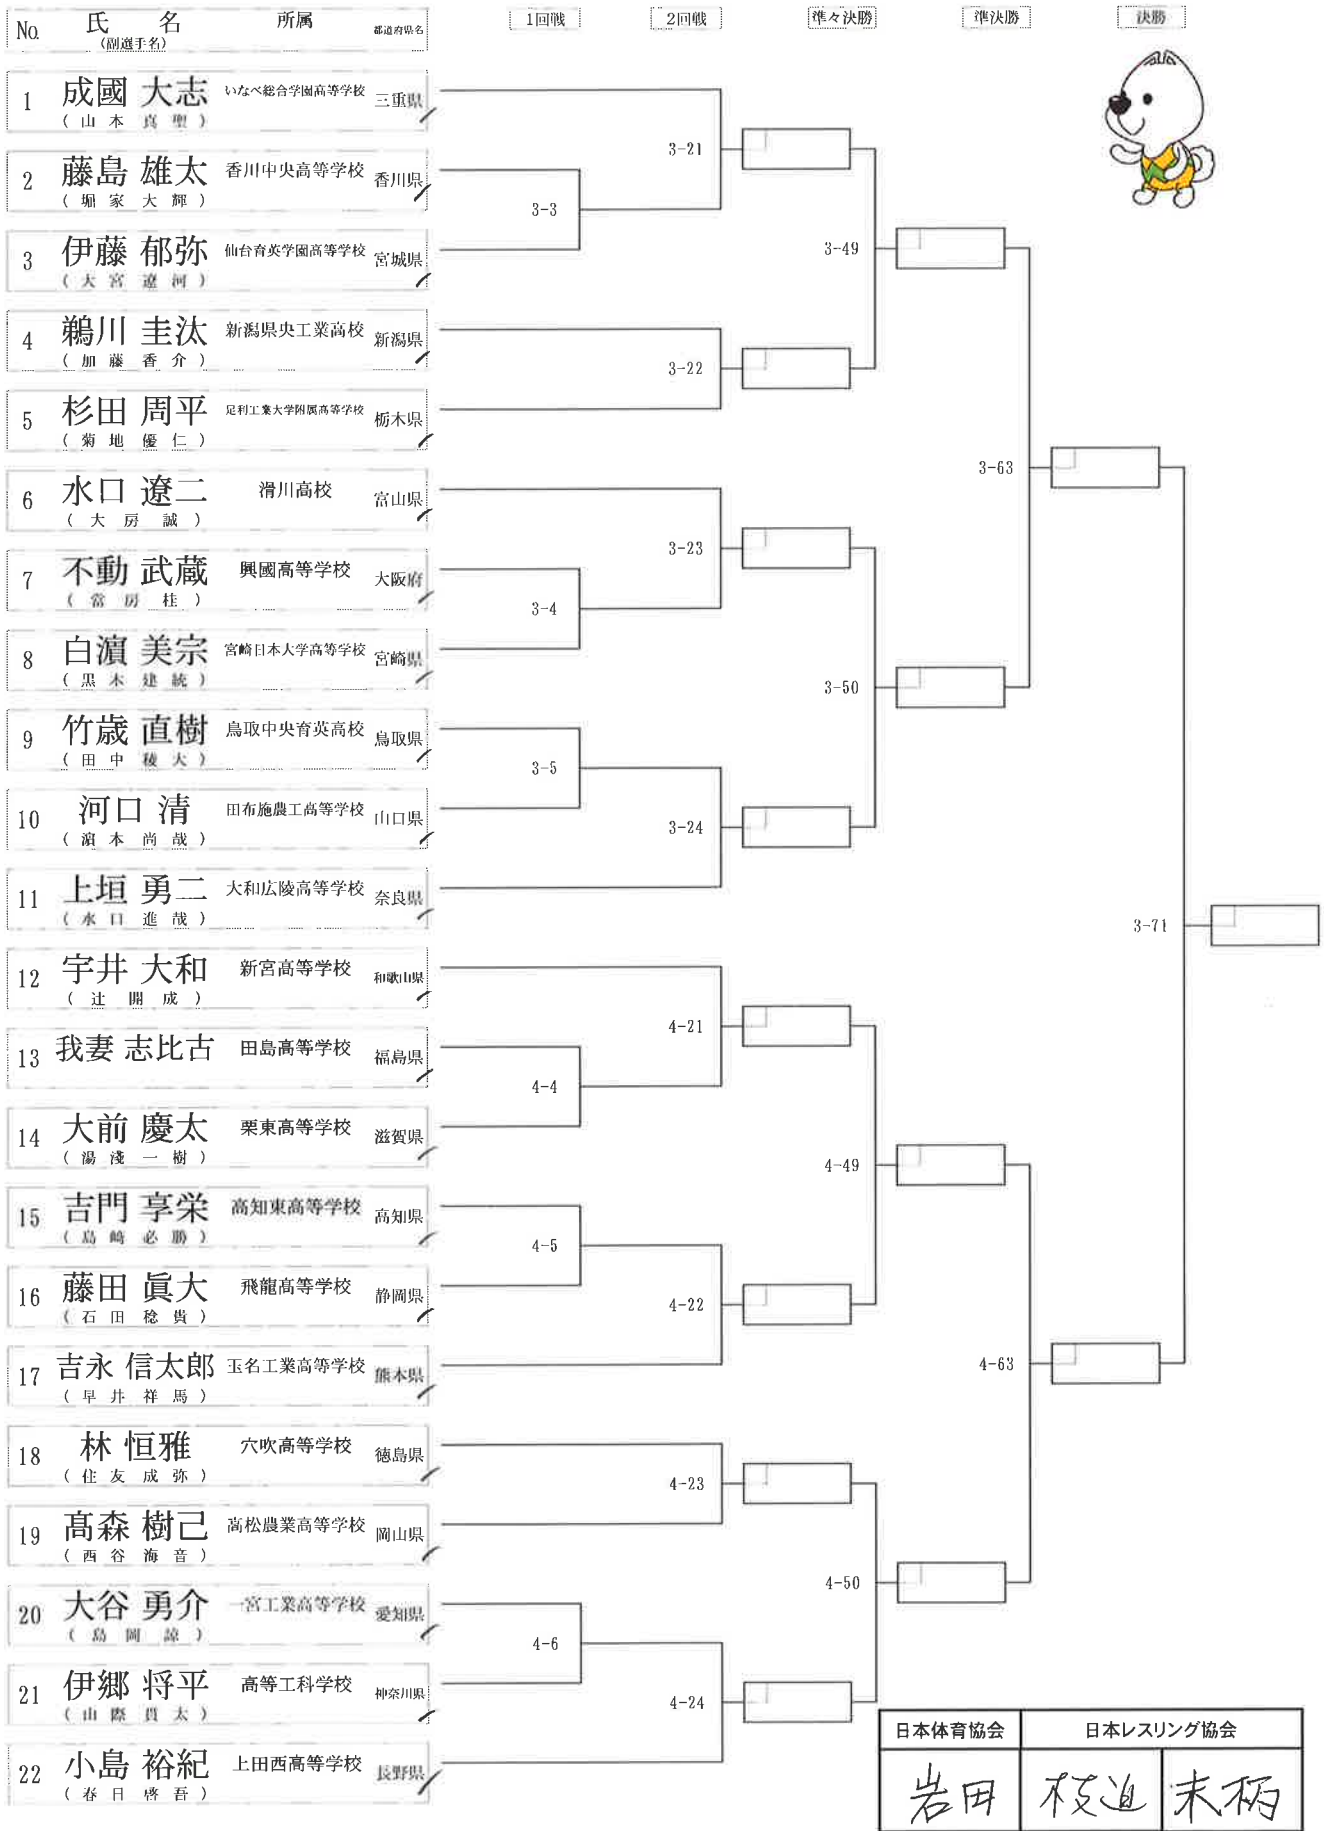 No. 氏 名 所属 都道府県名 1回戦 2回戦 準々決勝 準決勝 決勝
(副選手名)
1 成國 大志 いなべ総合学園高等学校 三重県
(山本真聖)
3-21
2 藤島 雄太 香川中央高等学校 香川県
(堀家大輝)
3-3
3 伊藤 郁弥 仙台育英学園高等学校 宮城県
(大宮遼河)
3-49
4 鵜川 圭汰 新潟県央工業高校 新潟県
(加藤香介)
3-22
5 杉田 周平 足利工業大学附属高等学校 栃木県
(菊地優仁)
3-63
6 水口 遼二 滑川高校 富山県
(大房誠)
3-23
7 不動 武蔵 興國高等学校 大阪府
(當房桂)
3-4
8 白濵 美宗 宮崎日本大学高等学校 宮崎県
(黒木建統)
3-50
9 竹歳 直樹 鳥取中央育英高校 鳥取県
(田中稜大)
3-5
10 河口 清 田布施農工高等学校 山口県
(濵本尚哉)
3-24
11 上垣 勇二 大和広陵高等学校 奈良県
(水口進哉)
3-71
12 宇井 大和 新宮高等学校 和歌山県
(辻開成)
4-21
13 我妻 志比古 田島高等学校 福島県
4-4
14 大前 慶太 栗東高等学校 滋賀県
(湯淺一樹)
4-49
15 吉門 享栄 高知東高等学校 高知県
(島崎必勝)
4-5
16 藤田 眞大 飛龍高等学校 静岡県
(石田稔貴)
4-22
17 吉永 信太郎 玉名工業高等学校 熊本県
(早井祥馬)
4-63
18 林 恒雅 穴吹高等学校 徳島県
(住友成弥)
4-23
19 髙森 樹己 高松農業高等学校 岡山県
(西谷海音)
4-50
20 大谷 勇介 一宮工業高等学校 愛知県
(島岡諒)
4-6
21 伊郷 将平 高等工科学校 神奈川県
(山際貫太)
4-24
22 小島 裕紀 上田西高等学校 長野県
(春日啓吾)
日本体育協会 日本レスリング協会
岩田 枝迫 末柄